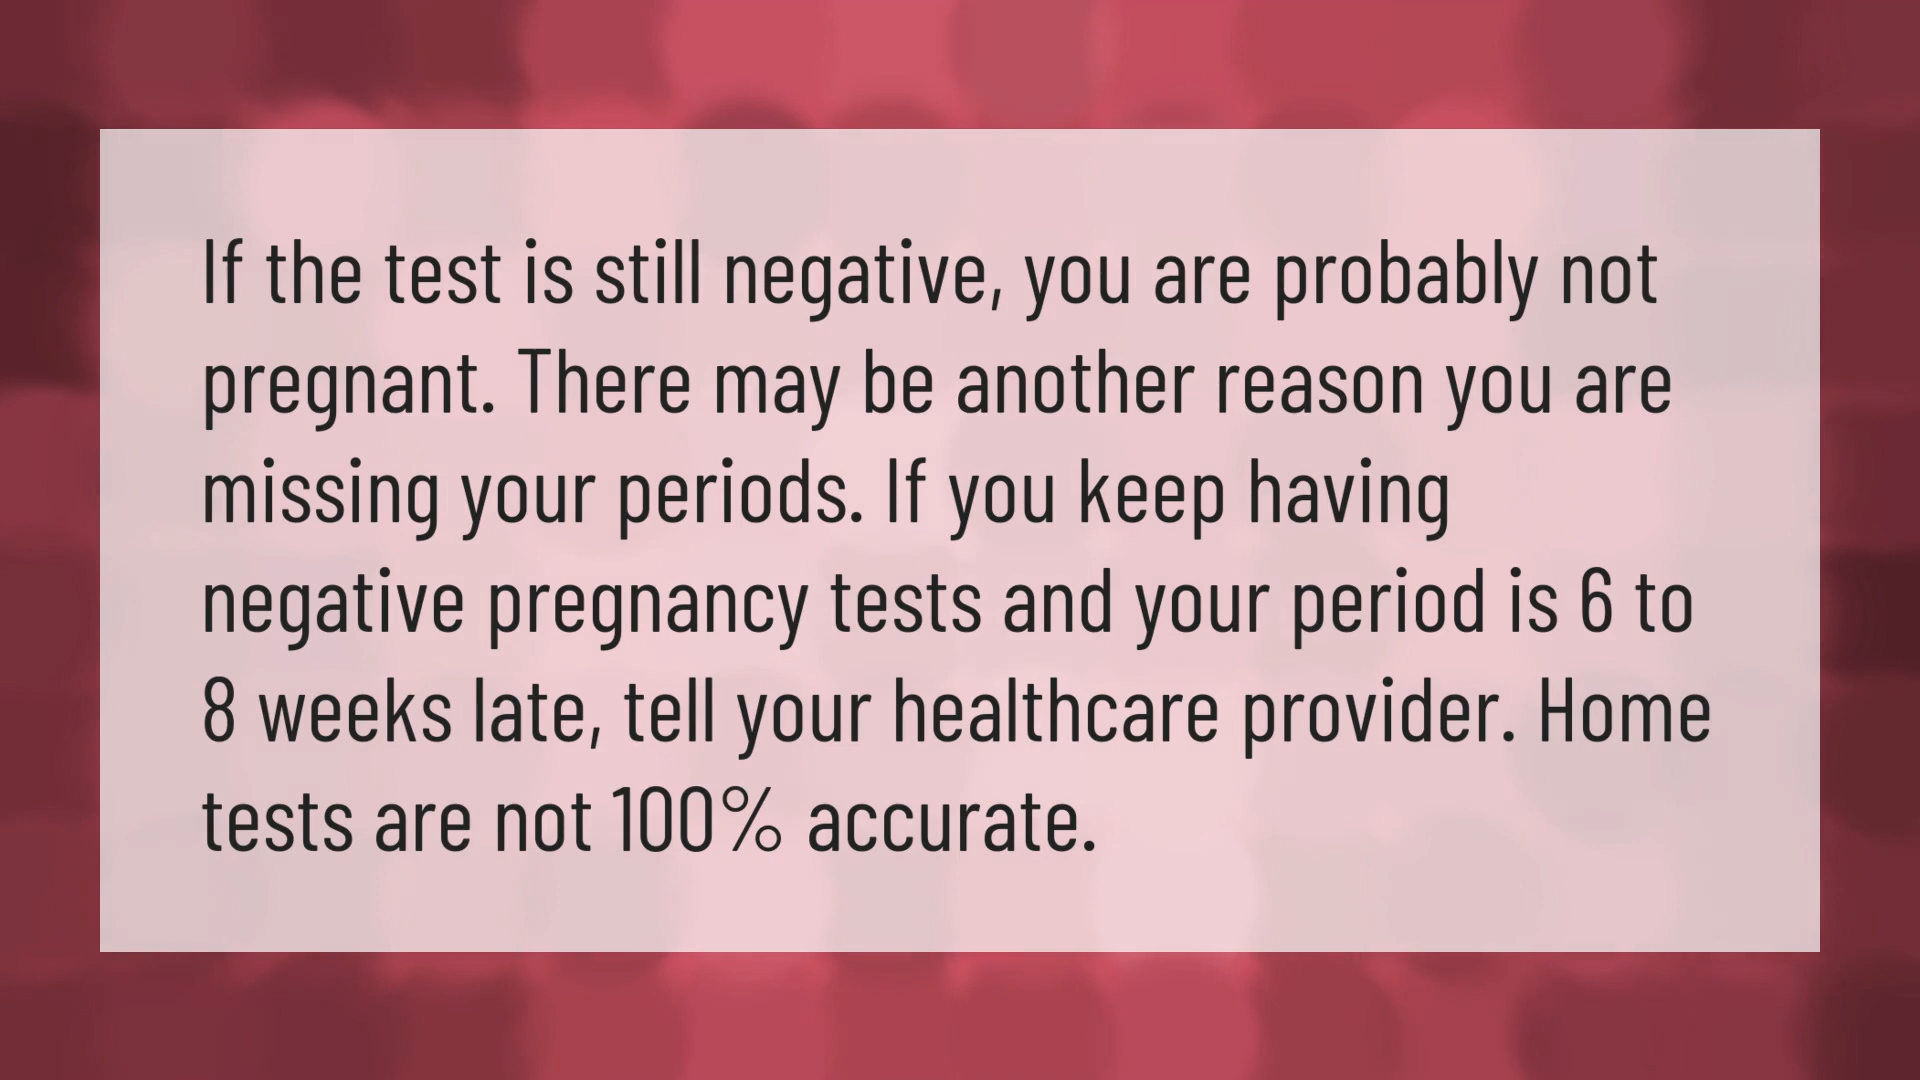 If the test is still negative, you are probably not
pregnant. There may be another reason you are
missing your periods. If you keep having
negative pregnancy tests and your period is 6 to
8 weeks late, tell your healthcare provider. Home
tests are not 100% accurate.